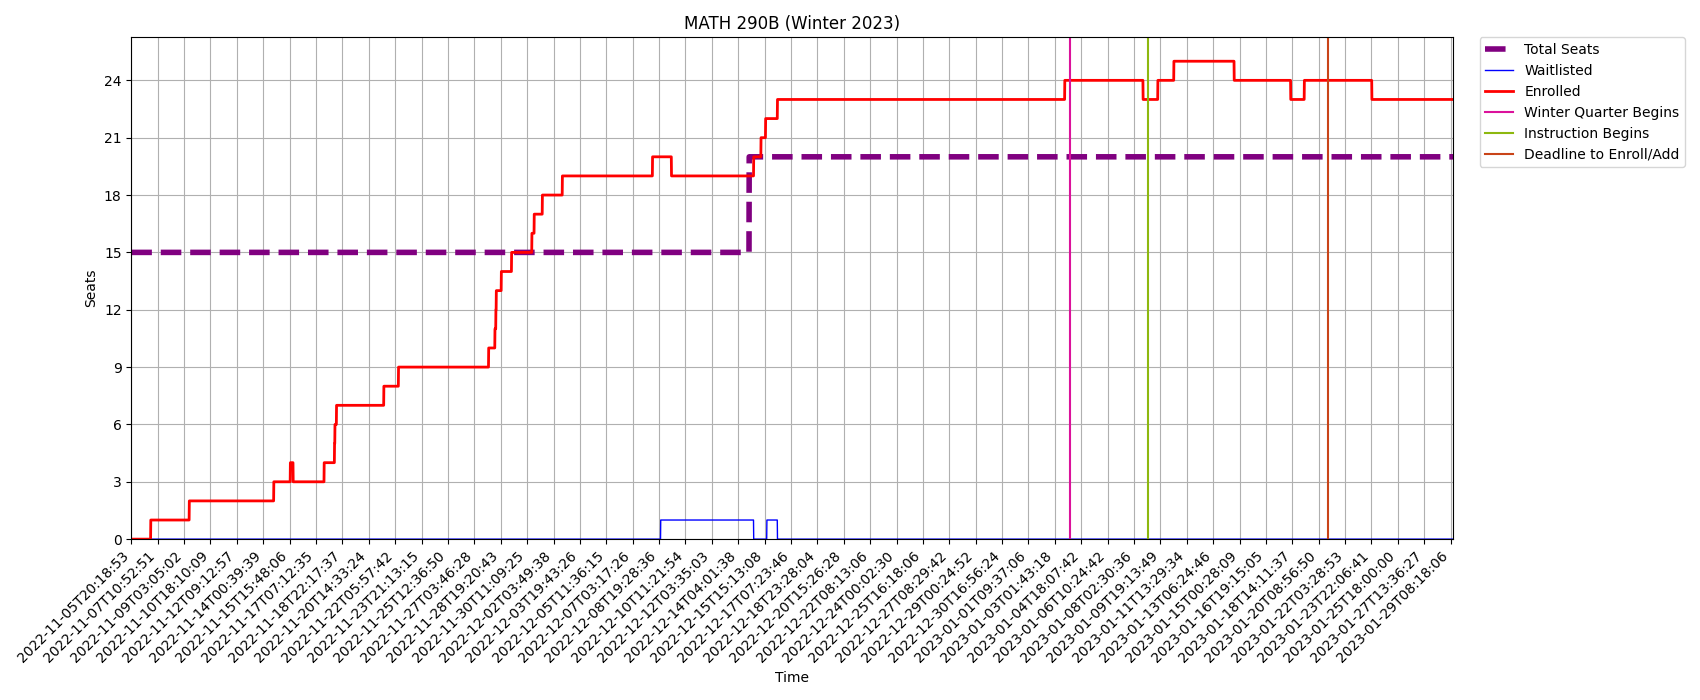 MATH 290B (Winter 2023)
Total Seats
Waitlisted
Enrolled
Winter Quarter Begins
Instruction Begins
Deadline to Enroll/Add
Seats
24
21
18
15
12
9
6
3
0
2022-11-05T20:18:53
2022-11-07T10:52:51
2022-11-09T03:05:02
2022-11-10T18:10:09
2022-11-12T09:12:57
2022-11-14T00:39:39
2022-11-15T15:48:06
2022-11-17T07:12:35
2022-11-18T22:17:37
2022-11-20T14:33:24
2022-11-22T05:57:42
2022-11-23T21:13:15
2022-11-25T12:36:50
2022-11-27T03:46:28
2022-11-28T19:20:43
2022-11-30T11:09:25
2022-12-02T03:49:38
2022-12-03T19:43:26
2022-12-05T11:36:15
2022-12-07T03:17:26
2022-12-08T19:28:36
2022-12-10T11:21:54
2022-12-12T03:35:03
2022-12-14T04:01:38
2022-12-15T15:13:08
2022-12-17T07:23:46
2022-12-18T23:28:04
2022-12-20T15:26:28
2022-12-22T08:13:06
2022-12-24T00:02:30
2022-12-25T16:18:06
2022-12-27T08:29:42
2022-12-29T00:24:52
2022-12-30T16:56:24
2023-01-01T09:37:06
2023-01-03T01:43:18
2023-01-04T18:07:42
2023-01-06T10:24:42
2023-01-08T02:30:36
2023-01-09T19:13:49
2023-01-11T13:29:34
2023-01-13T06:24:46
2023-01-15T00:28:09
2023-01-16T19:15:05
2023-01-18T14:11:37
2023-01-20T08:56:50
2023-01-22T03:28:53
2023-01-23T22:06:41
2023-01-25T18:00:00
2023-01-27T13:36:27
2023-01-29T08:18:06
Time